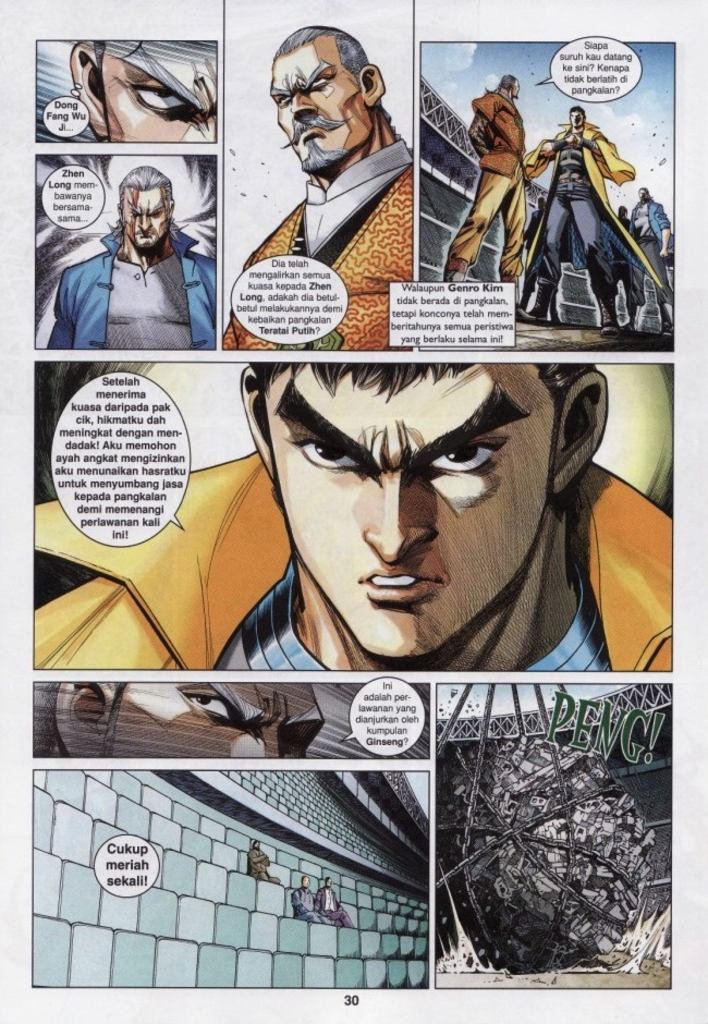 Dong
Fang Wu
Ji...
Zhen
Long mem-
bawanya
bersama-
sama...
Dia telah
mengalirkan semua
kuasa kepada Zhen
Long, adakah dia betul-
betul melakukannya demi
kebaikan pangkalan
Teratai Putih?
Siapa
suruh kau datang
ke sini? Kenapa
tidak berlatih di
pangkalan?
Walaupun Genro Kim
tidak berada di pangkalan,
tetapi konconya telah mem-
beritahunya semua peristiwa
yang berlaku selama ini!
Setelah
menerima
kuasa daripada pak
cik, hikmatku dah
meningkat dengan men-
dadak! Aku memohon
ayah angkat mengizinkan
aku menunaikan hasratku
untuk menyumbang jasa
kepada pangkalan
demi memenangi
perlawanan kali
ini!
Ini
adalah per-
lawanan yang
dianjurkan oleh
kumpulan
Ginseng?
PENG!
Cukup
meriah
sekali!
30